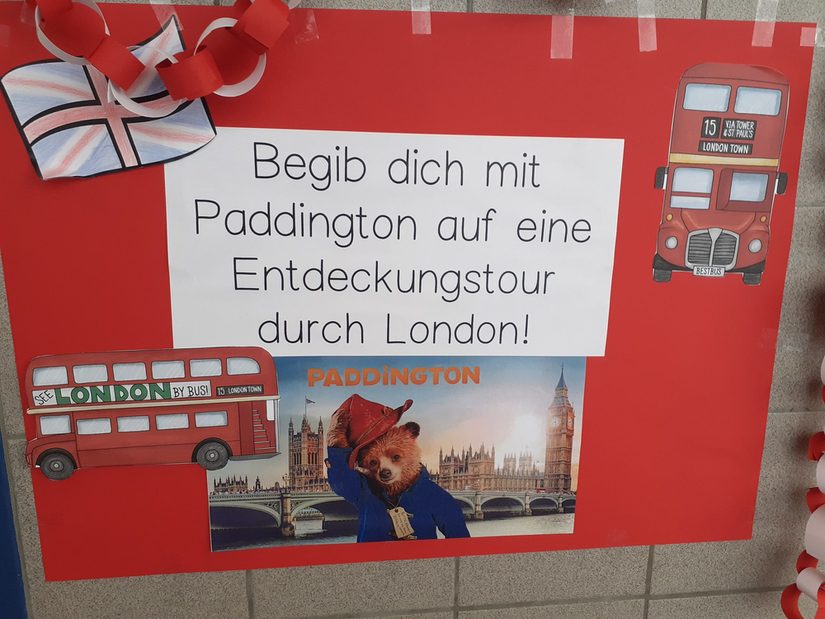 Begib dich mit
Paddington auf eine
Entdeckungstour
durch London!
15 VIA TOWER
& ST PAUL'S
LONDON TOWN
BESTBUS
SEE LONDON BY BUS! 15 LONDON TOWN
PADDiNGTON